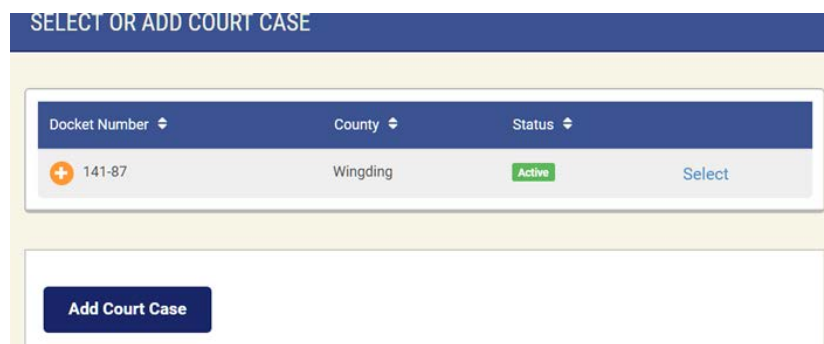 SELECT OR ADD COURT CASE
Docket Number County Status
141-87 Wingding Active Select
Add Court Case